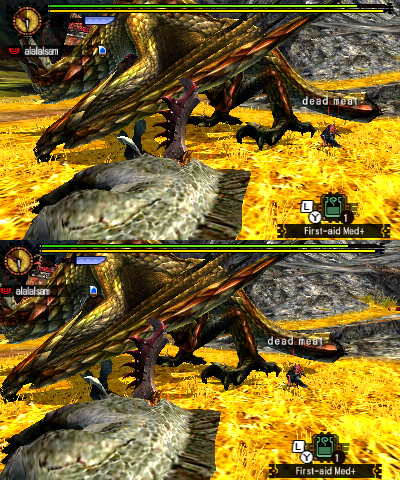 alalalsam
dead meat
L
Y
1
First-aid Med+
alalalsam
dead meat
L
Y
1
First-aid Med+